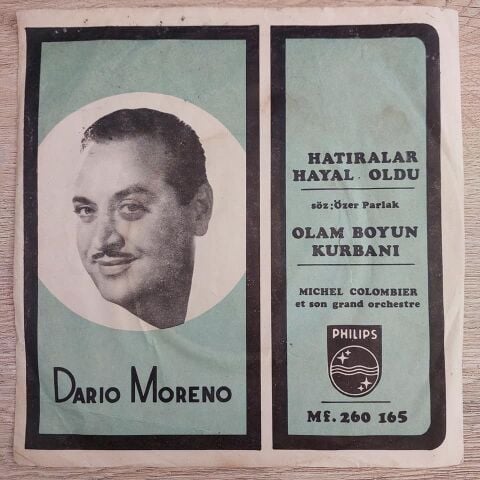 DARIO MORENO
HATIRALAR
HAYAL OLDU
söz: Özer Parlak
OLAM BOYUN
KURBANI
MICHEL COLOMBIER
et son grand orchestre
PHILIPS
Mf. 260 165